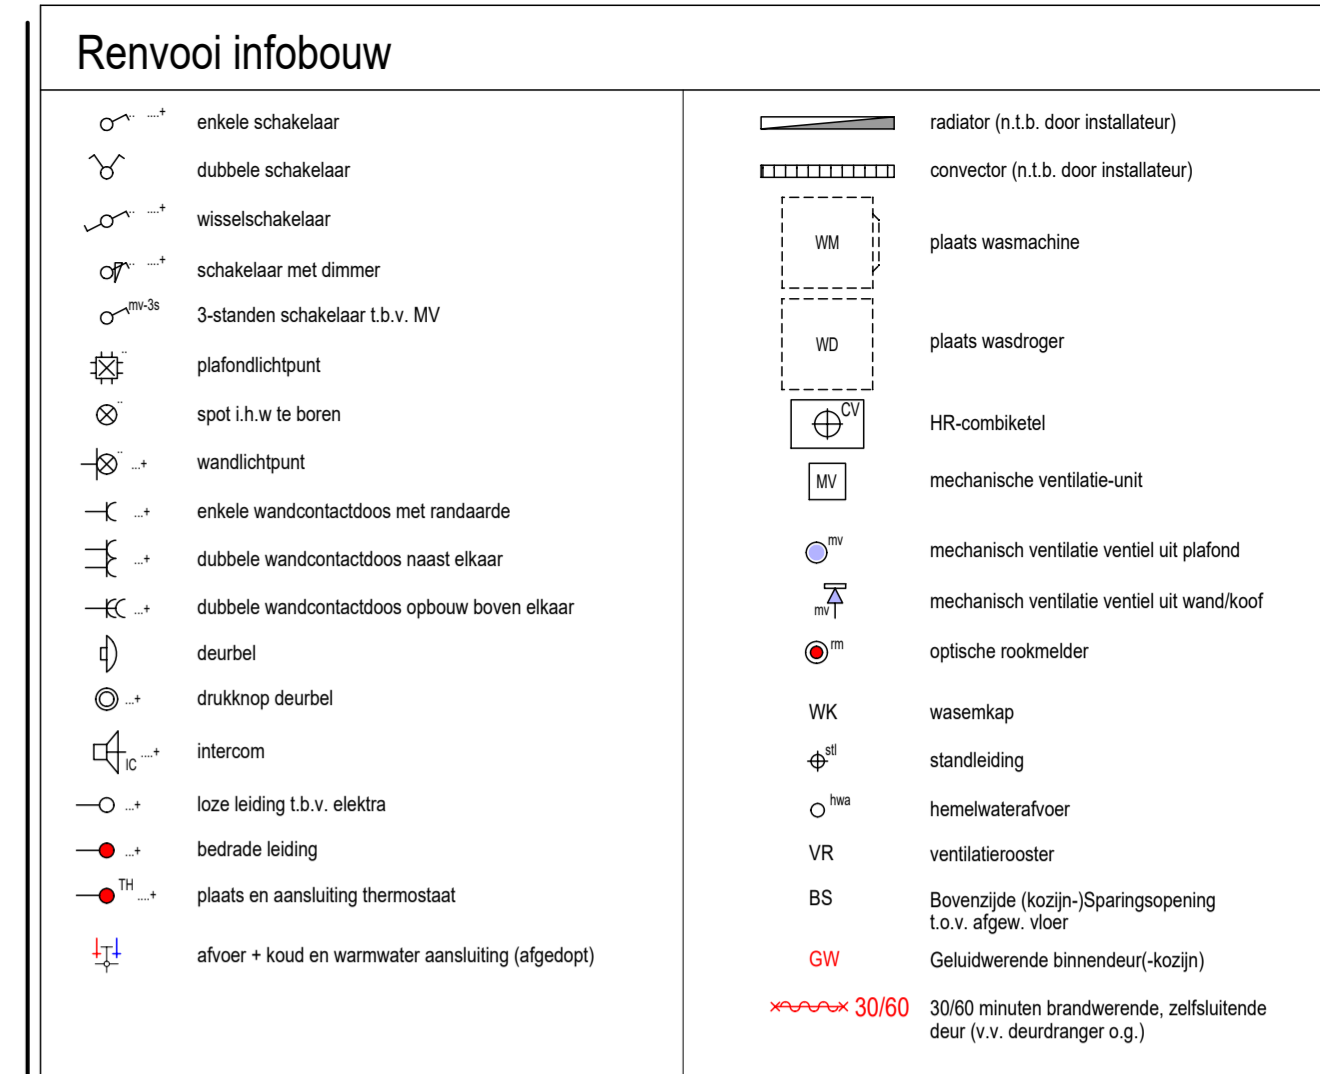 Renvooi infobouw
.. ....+ enkele schakelaar
dubbele schakelaar
.. ....+ wisselschakelaar
.. ....+ schakelaar met dimmer
mv-3s 3-standen schakelaar t.b.v. MV
.. plafondlichtpunt
.. spot i.h.w te boren
.. ...+ wandlichtpunt
...+ enkele wandcontactdoos met randaarde
...+ dubbele wandcontactdoos naast elkaar
...+ dubbele wandcontactdoos opbouw boven elkaar
deurbel
...+ drukknop deurbel
IC ....+ intercom
...+ loze leiding t.b.v. elektra
...+ bedrade leiding
TH ....+ plaats en aansluiting thermostaat
afvoer + koud en warmwater aansluiting (afgedopt)
radiator (n.t.b. door installateur)
convector (n.t.b. door installateur)
WM plaats wasmachine
WD plaats wasdroger
CV HR-combiketel
MV mechanische ventilatie-unit
mv mechanisch ventilatie ventiel uit plafond
mv mechanisch ventilatie ventiel uit wand/koof
rm optische rookmelder
WK wasemkap
stl standleiding
hwa hemelwaterafvoer
VR ventilatierooster
BS Bovenzijde (kozijn-)Sparingsopening
t.o.v. afgew. vloer
GW Geluidwerende binnendeur(-kozijn)
30/60 30/60 minuten brandwerende, zelfsluitende
deur (v.v. deurdranger o.g.)